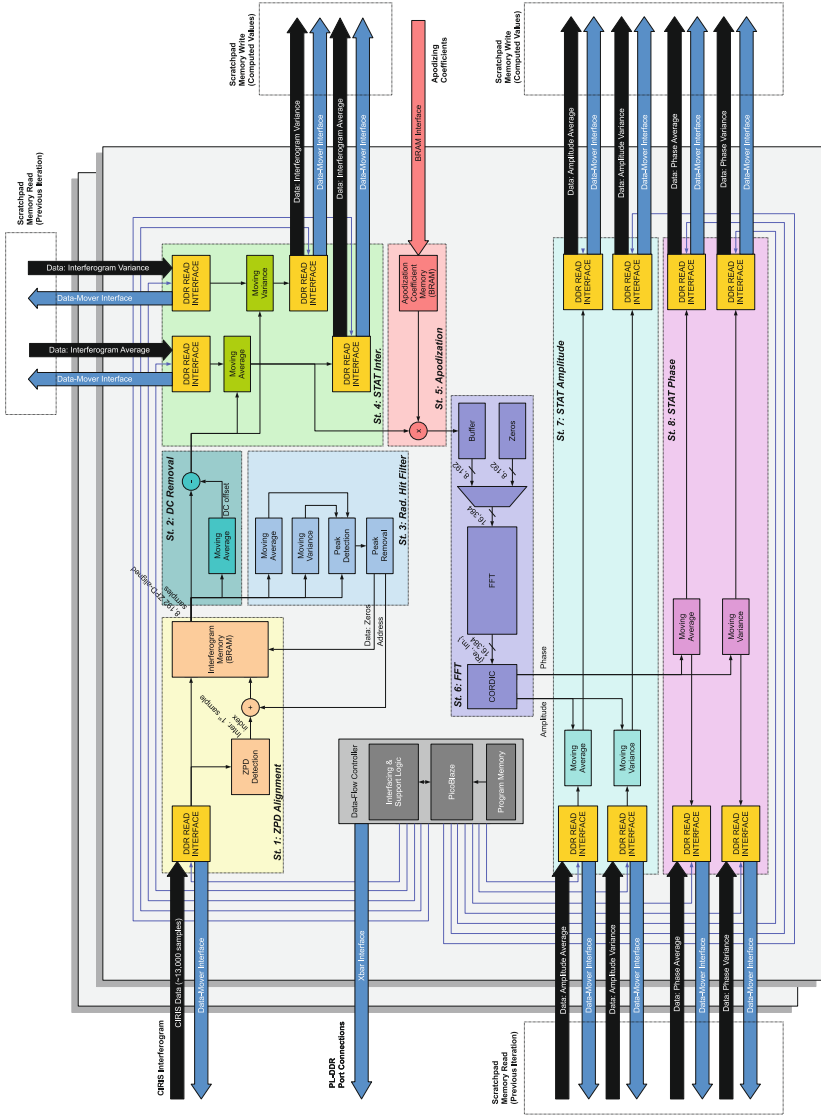 Scratchpad
Memory Read
(Previous Iteration)
Data: Interferogram Variance
Data-Mover Interface
Data: Interferogram Average
Data-Mover Interface
Scratchpad
Memory Write
(Computed Values)
Data: Interferogram Variance
Data-Mover Interface
Data: Interferogram Average
Data-Mover Interface
Apodizing
Coefficients
BRAM Interface
Scratchpad
Memory Write
(Computed Values)
Data: Amplitude Average
Data-Mover Interface
Data: Amplitude Variance
Data-Mover Interface
Data: Phase Average
Data-Mover Interface
Data: Phase Variance
Data-Mover Interface
DDR READ
INTERFACE
Moving
Variance
DDR READ
INTERFACE
DDR READ
INTERFACE
Moving
Average
DDR READ
INTERFACE
St. 4: STAT Inter.
Apodization
Coefficient
Memory
(BRAM)
x
St. 5: Apodization
St. 2: DC Removal
-
DC offset
Moving
Average
8,192 ZPD-aligned
samples
Moving
Average
Moving
Variance
Peak
Detection
Peak
Removal
St. 3: Rad. Hit Filter
Data: Zeros
Address
Interferogram
Memory
(BRAM)
+
Inter. 1st sample
index
ZPD
Detection
DDR READ
INTERFACE
St. 1: ZPD Alignment
Buffer
Zeros
8,192
8,192
16,384
FFT
16,384
(Re., Im.)
CORDIC
St. 6: FFT
Phase
Amplitude
Data-Flow Controller
Interfacing &
Support Logic
PicoBlaze
Program Memory
DDR READ
INTERFACE
DDR READ
INTERFACE
St. 7: STAT Amplitude
Moving
Average
Moving
Variance
DDR READ
INTERFACE
DDR READ
INTERFACE
DDR READ
INTERFACE
DDR READ
INTERFACE
St. 8: STAT Phase
Moving
Average
Moving
Variance
DDR READ
INTERFACE
DDR READ
INTERFACE
CIRIS Interferogram
CIRIS Data (~13,000 samples)
Data-Mover Interface
PL-DDR
Port Connections
Xbar Interface
Scratchpad
Memory Read
(Previous Iteration)
Data: Amplitude Average
Data-Mover Interface
Data: Amplitude Variance
Data-Mover Interface
Data: Phase Average
Data-Mover Interface
Data: Phase Variance
Data-Mover Interface